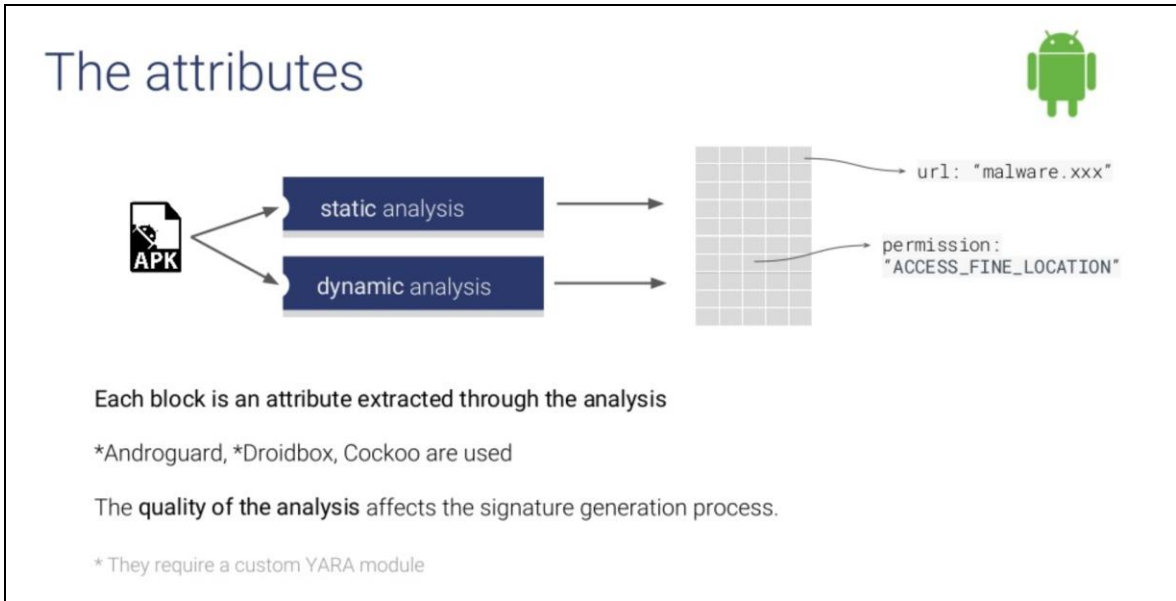 The attributes
APK
static analysis
dynamic analysis
url: "malware.xxx"
permission:
"ACCESS_FINE_LOCATION"
Each block is an attribute extracted through the analysis
*Androguard, *Droidbox, Cockoo are used
The quality of the analysis affects the signature generation process.
* They require a custom YARA module